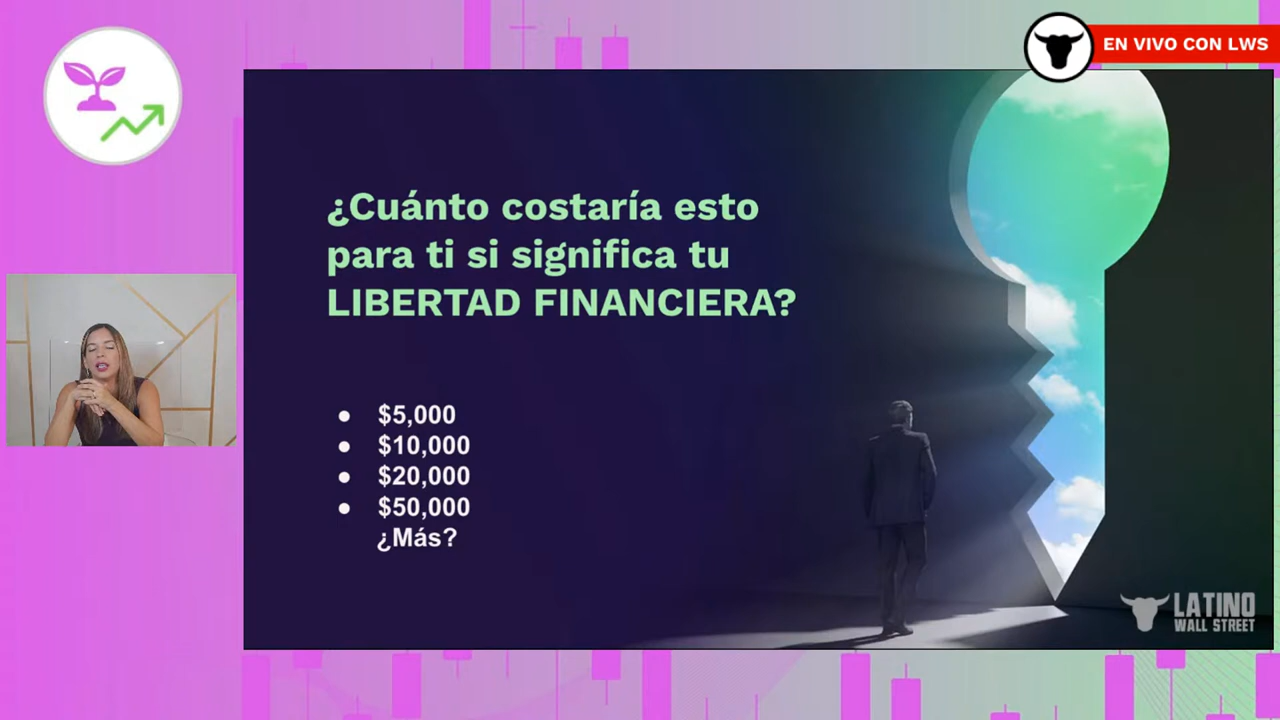 EN VIVO CON LWS
¿Cuánto costaría esto
para ti si significa tu
LIBERTAD FINANCIERA?
● $5,000
● $10,000
● $20,000
● $50,000
¿Más?
LATINO
WALL STREET